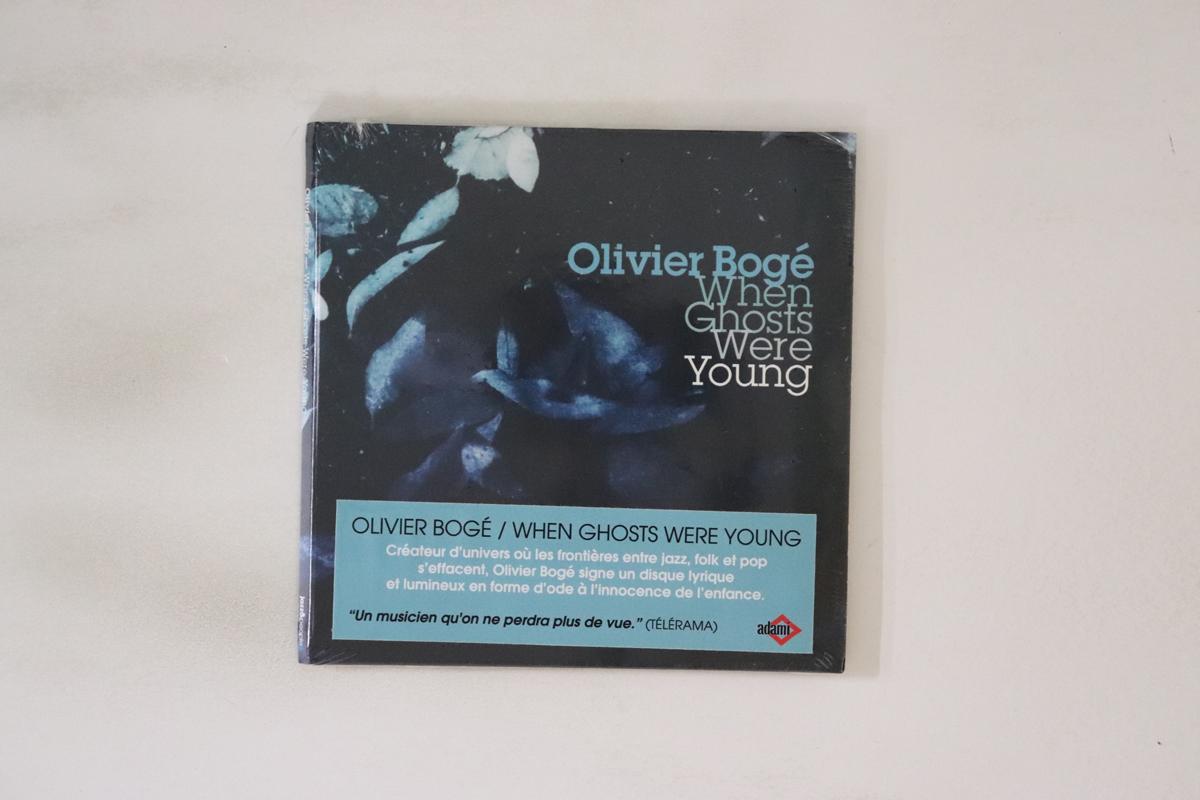 Olivier Bogé
When
Ghosts
Were
Young
OLIVIER BOGÉ / WHEN GHOSTS WERE YOUNG
Créateur d'univers où les frontières entre jazz, folk et pop
s'effacent, Olivier Bogé signe un disque lyrique
et lumineux en forme d'ode à l'innocence de l'enfance.
"Un musicien qu'on ne perdra plus de vue." (TÉLÉRAMA)
adami